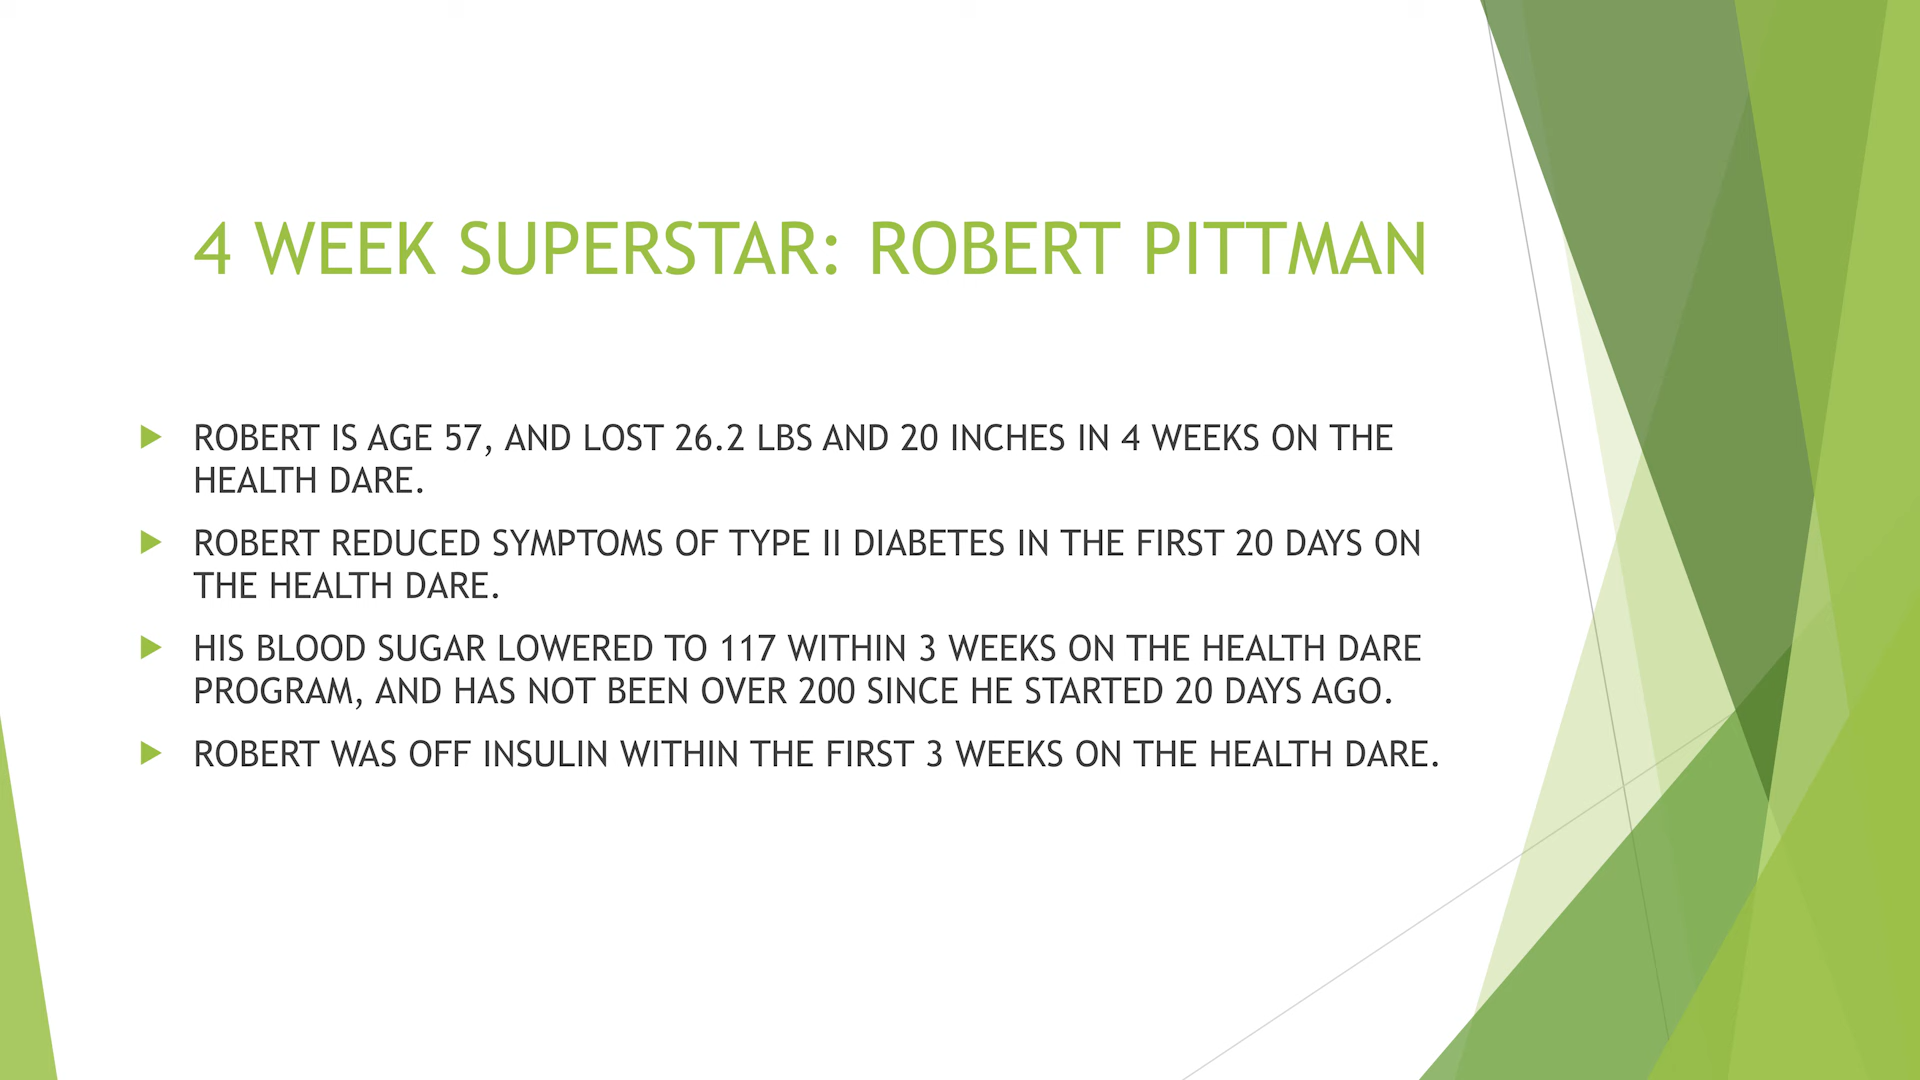 4 WEEK SUPERSTAR: ROBERT PITTMAN
ROBERT IS AGE 57, AND LOST 26.2 LBS AND 20 INCHES IN 4 WEEKS ON THE
HEALTH DARE.
ROBERT REDUCED SYMPTOMS OF TYPE II DIABETES IN THE FIRST 20 DAYS ON
THE HEALTH DARE.
HIS BLOOD SUGAR LOWERED TO 117 WITHIN 3 WEEKS ON THE HEALTH DARE
PROGRAM, AND HAS NOT BEEN OVER 200 SINCE HE STARTED 20 DAYS AGO.
ROBERT WAS OFF INSULIN WITHIN THE FIRST 3 WEEKS ON THE HEALTH DARE.